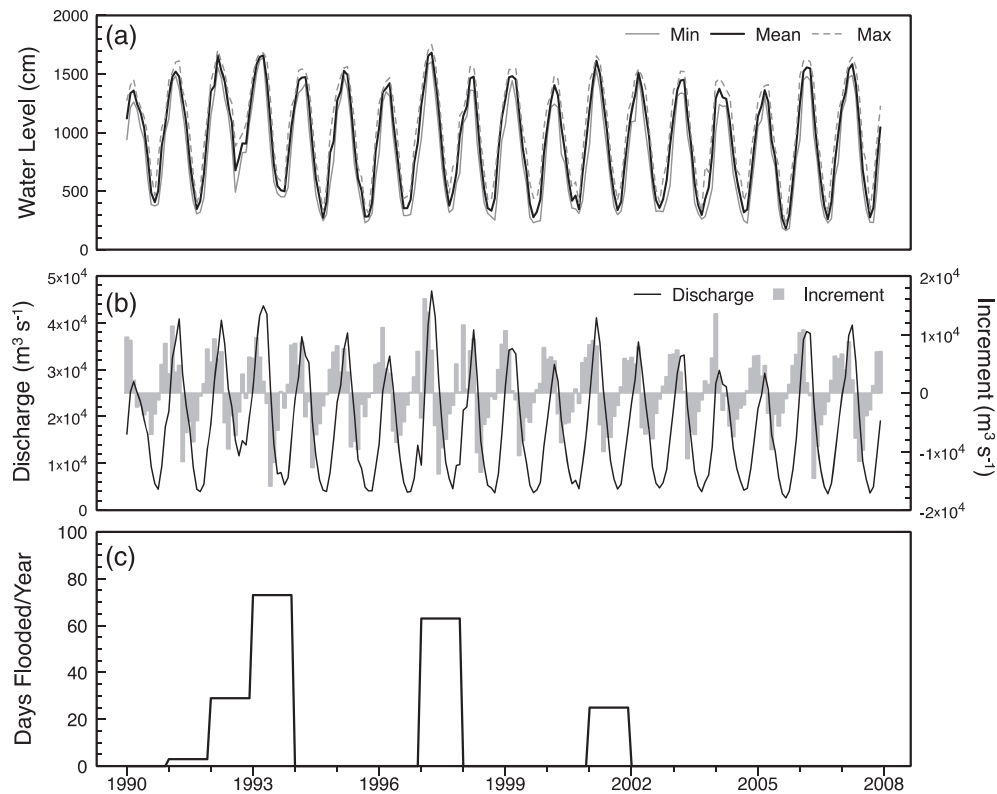 (a)
Min Mean Max
Water Level (cm)
2000
1500
1000
500
0
(b)
Discharge Increment
Discharge (m³ s⁻¹)
5x10⁴
4x10⁴
3x10⁴
2x10⁴
1x10⁴
0
2x10⁴
1x10⁴
0
-1x10⁴
-2x10⁴
Increment (m³ s⁻¹)
(c)
Days Flooded/Year
100
80
60
40
20
0
1990 1993 1996 1999 2002 2005 2008